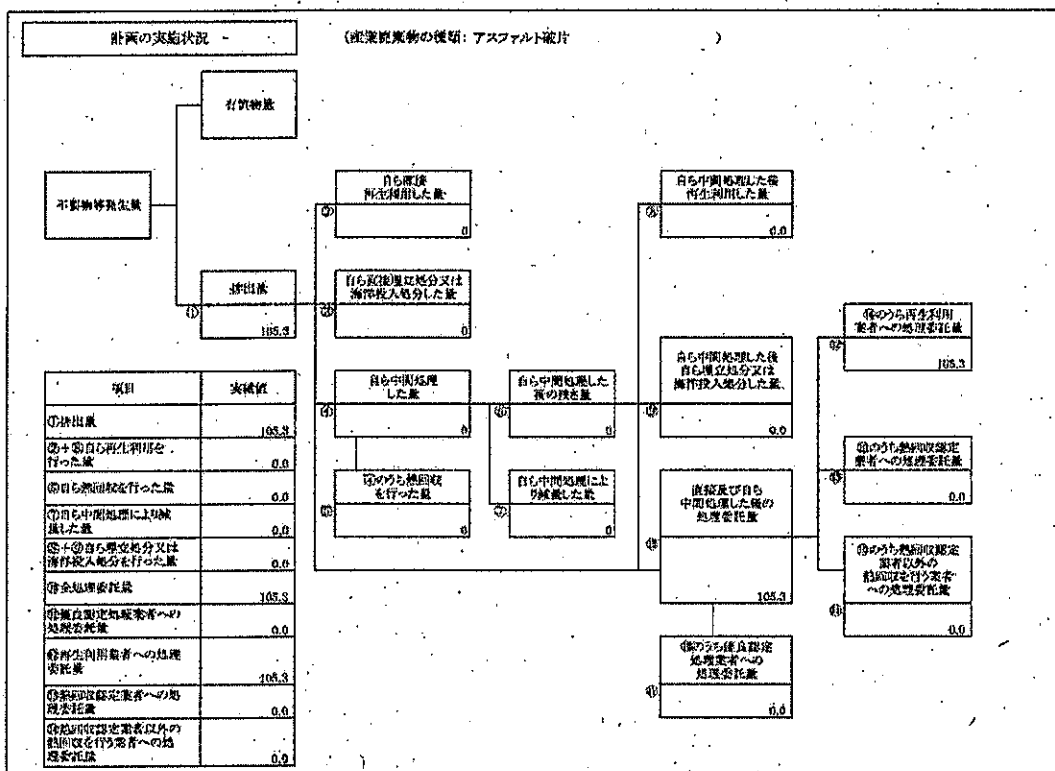 計画の実施状況
(産業廃棄物の種類: アスファルト破片 )
有償物量
不要物等発生量
① 排出量
105.3
② 自ら直接
再生利用した量
0
③ 自ら直接埋立処分又は
海洋投入処分した量
0
④ 自ら中間処理
した量
0
⑤ ④のうち熱回収
を行った量
0
⑥ 自ら中間処理した
後の残さ量
0
⑦ 自ら中間処理によ
り減量した量
0
⑧ 自ら中間処理した後
再生利用した量
0.0
⑨ 自ら中間処理した後
自ら埋立処分又は
海洋投入処分した量
0.0
⑩ 直接及び自ら
中間処理した後の
処理委託量
105.3
⑪ ⑩のうち優良認定
処理業者への
処理委託量
0.0
⑫ ⑩のうち再生利用
業者への処理委託量
105.3
⑬ ⑩のうち熱回収認定
業者への処理委託量
0.0
⑭ ⑩のうち熱回収認定
業者以外の
熱回収を行う業者
への処理委託量
0.0
項目 実績値
①排出量 105.3
②+⑧自ら再生利用を
行った量 0.0
⑤自ら熱回収を行った量 0.0
⑦自ら中間処理により減
量した量 0.0
③+⑨自ら埋立処分又は
海洋投入処分を行った量 0.0
⑩全処理委託量 105.3
⑪優良認定処理業者への
処理委託量 0.0
⑫再生利用業者への処理
委託量 105.3
⑬熱回収認定業者への処
理委託量 0.0
⑭熱回収認定業者以外の
熱回収を行う業者への処
理委託量 0.0